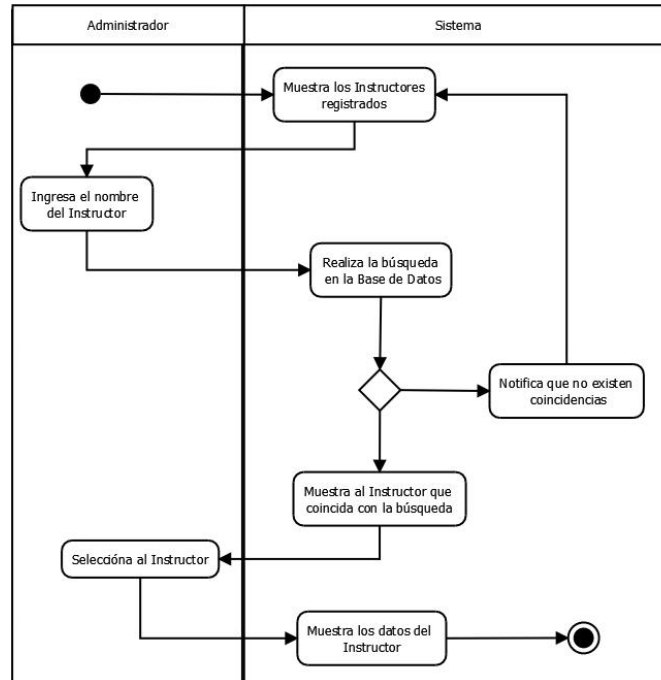 Administrador
Sistema
Muestra los Instructores
registrados
Ingresa el nombre
del Instructor
Realiza la búsqueda
en la Base de Datos
Notifica que no existen
coincidencias
Muestra al Instructor que
coincida con la búsqueda
Seleccióna al Instructor
Muestra los datos del
Instructor